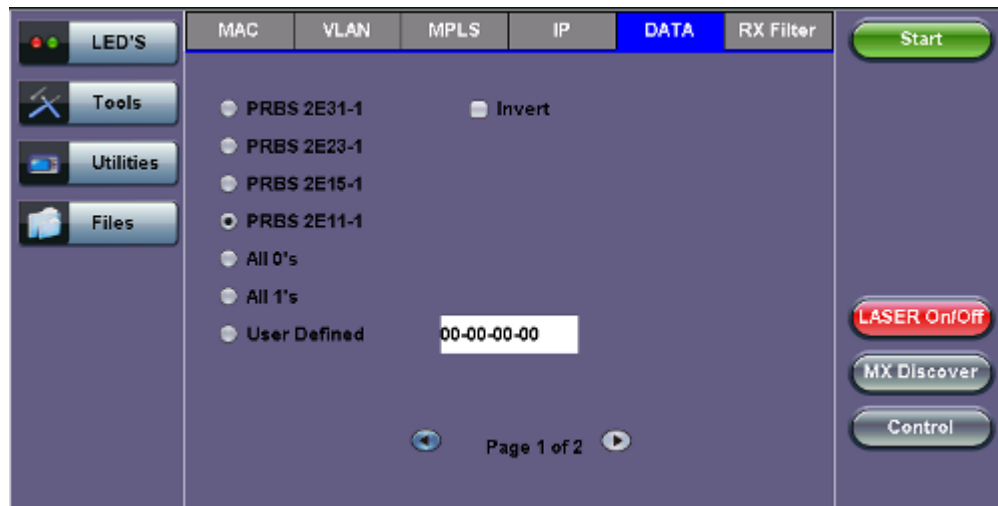 LED'S
Tools
Utilities
Files
MAC VLAN MPLS IP DATA RX Filter
PRBS 2E31-1 Invert
PRBS 2E23-1
PRBS 2E15-1
PRBS 2E11-1
All 0's
All 1's
User Defined 00-00-00-00
Page 1 of 2
Start
LASER On/Off
MX Discover
Control